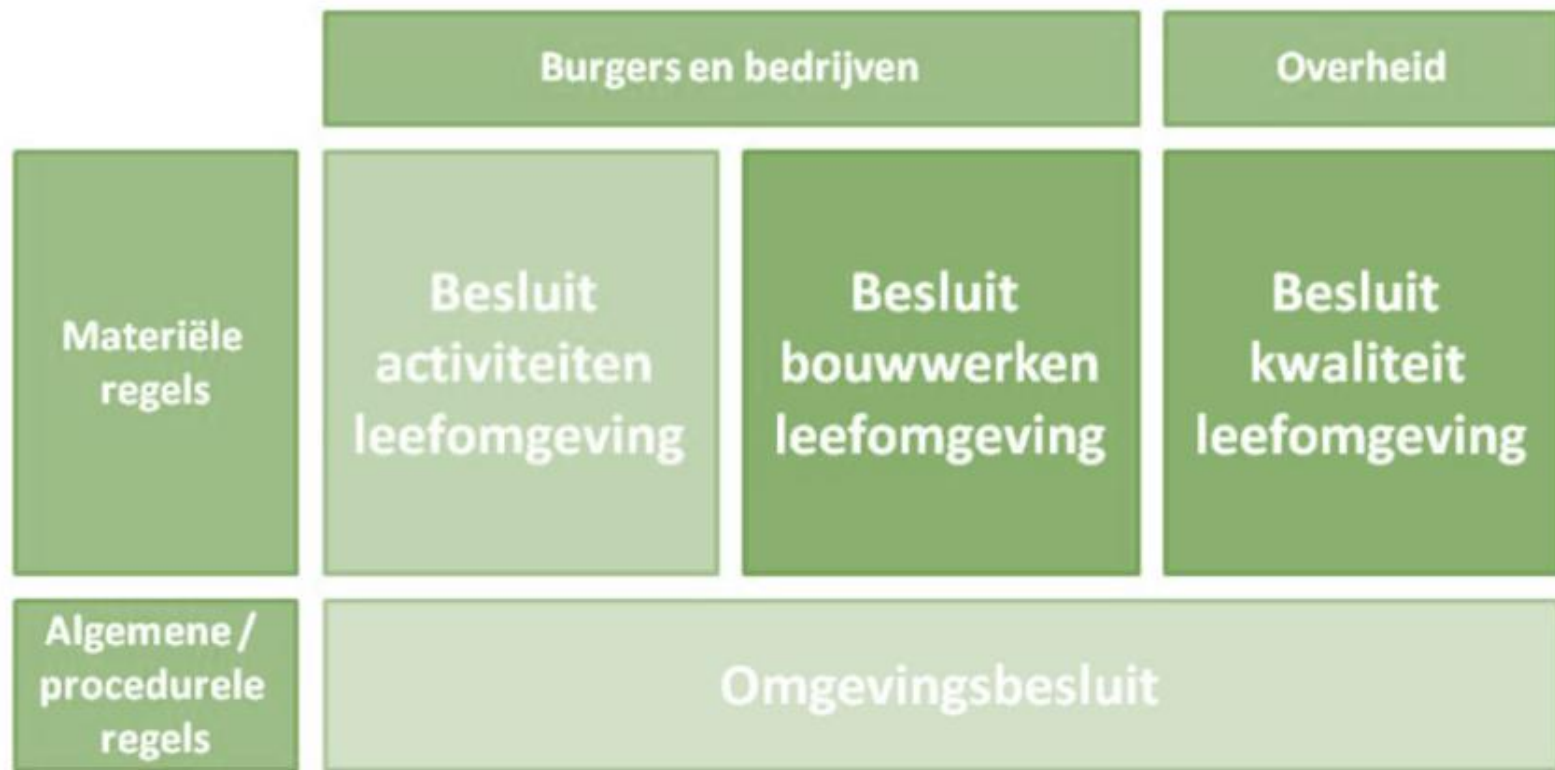 Burgers en bedrijven
Overheid
Materiële
regels
Besluit
activiteiten
leefomgeving
Besluit
bouwwerken
leefomgeving
Besluit
kwaliteit
leefomgeving
Algemene /
procedurele
regels
Omgevingsbesluit